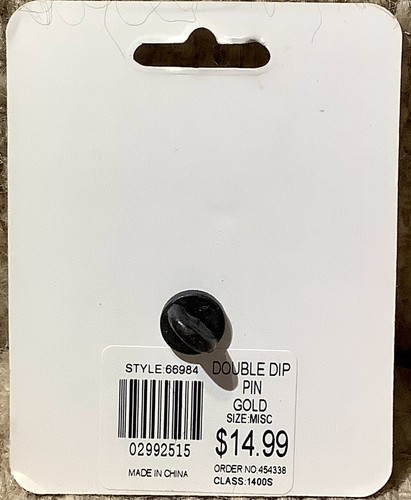 STYLE:66984
02992515
MADE IN CHINA
DOUBLE DIP
PIN
GOLD
SIZE:MISC
$14.99
ORDER NO.454338
CLASS:1400S